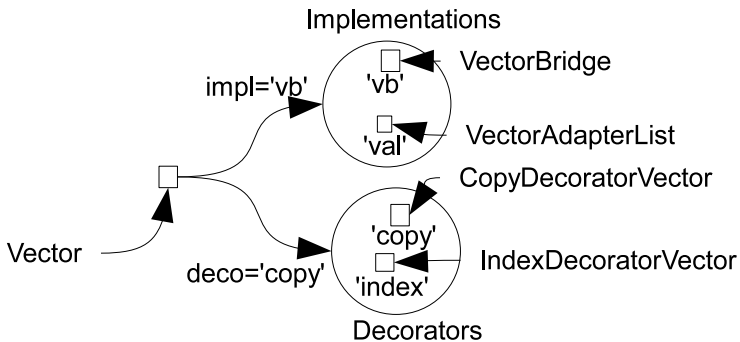 Implementations
'vb'
VectorBridge
impl='vb'
'val'
VectorAdapterList
CopyDecoratorVector
'copy'
Vector
deco='copy'
'index'
IndexDecoratorVector
Decorators